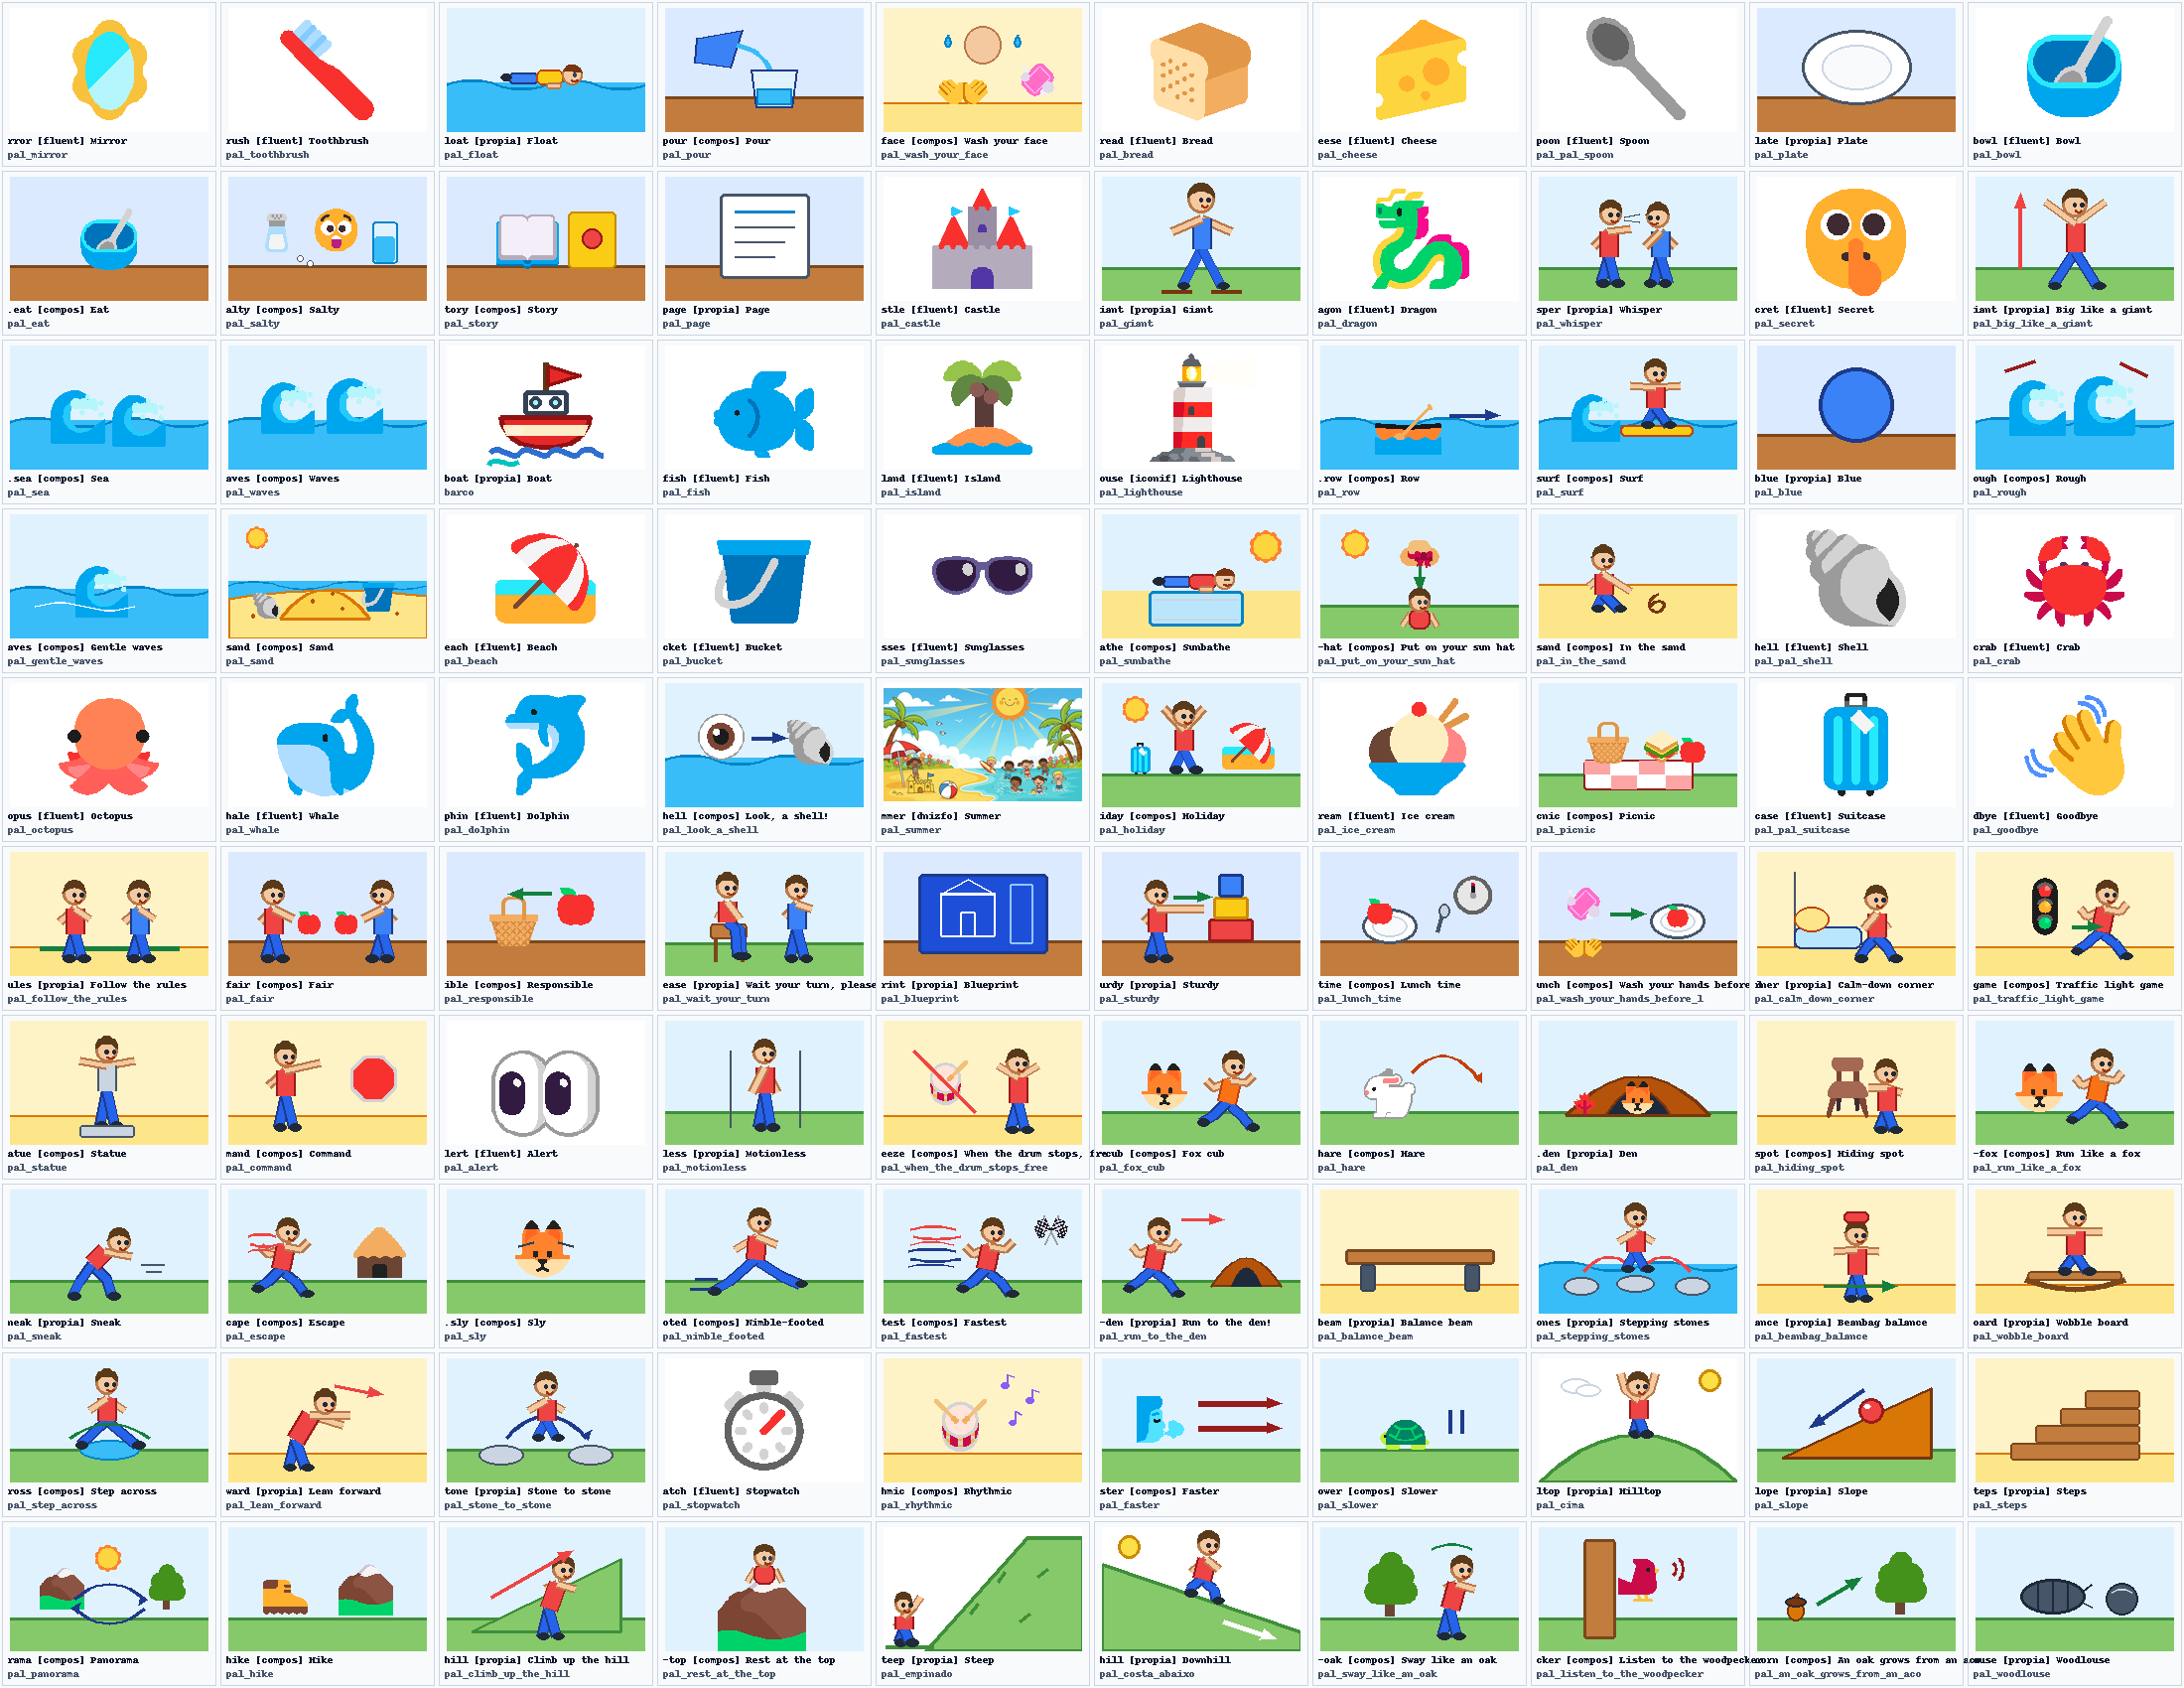 rror [fluent] Mirror
pal_mirror
rush [fluent] Toothbrush
pal_toothbrush
loat [propia] Float
pal_float
pour [compos] Pour
pal_pour
face [compos] Wash your face
pal_wash_your_face
read [fluent] Bread
pal_bread
eese [fluent] Cheese
pal_cheese
poon [fluent] Spoon
pal_pal_spoon
late [propia] Plate
pal_plate
bowl [fluent] Bowl
pal_bowl
.eat [compos] Eat
pal_eat
alty [compos] Salty
pal_salty
tory [compos] Story
pal_story
page [propia] Page
pal_page
stle [fluent] Castle
pal_castle
iant [propia] Giant
pal_giant
agon [fluent] Dragon
pal_dragon
sper [propia] Whisper
pal_whisper
cret [fluent] Secret
pal_secret
iant [propia] Big like a giant
pal_big_like_a_giant
.sea [compos] Sea
pal_sea
aves [compos] Waves
pal_waves
boat [propia] Boat
barco
fish [fluent] Fish
pal_fish
land [fluent] Island
pal_island
ouse [iconif] Lighthouse
pal_lighthouse
.row [compos] Row
pal_row
surf [compos] Surf
pal_surf
blue [propia] Blue
pal_blue
ough [compos] Rough
pal_rough
aves [compos] Gentle waves
pal_gentle_waves
sand [compos] Sand
pal_sand
each [fluent] Beach
pal_beach
cket [fluent] Bucket
pal_bucket
sses [fluent] Sunglasses
pal_sunglasses
athe [compos] Sunbathe
pal_sunbathe
-hat [compos] Put on your sun hat
pal_put_on_your_sun_hat
sand [compos] In the sand
pal_in_the_sand
hell [fluent] Shell
pal_pal_shell
crab [fluent] Crab
pal_crab
opus [fluent] Octopus
pal_octopus
hale [fluent] Whale
pal_whale
phin [fluent] Dolphin
pal_dolphin
hell [compos] Look, a shell!
pal_look_a_shell
mmer [dnizfo] Summer
pal_summer
iday [compos] Holiday
pal_holiday
ream [fluent] Ice cream
pal_ice_cream
cnic [compos] Picnic
pal_picnic
case [fluent] Suitcase
pal_pal_suitcase
dbye [fluent] Goodbye
pal_goodbye
ules [propia] Follow the rules
pal_follow_the_rules
fair [compos] Fair
pal_fair
ible [compos] Responsible
pal_responsible
ease [propia] Wait your turn, please
pal_wait_your_turn
rint [propia] Blueprint
pal_blueprint
urdy [propia] Sturdy
pal_sturdy
time [compos] Lunch time
pal_lunch_time
unch [compos] Wash your hands before
pal_wash_your_hands_before_l
ner [propia] Calm-down corner
pal_calm_down_corner
game [compos] Traffic light game
pal_traffic_light_game
atue [compos] Statue
pal_statue
mand [compos] Command
pal_command
lert [fluent] Alert
pal_alert
less [propia] Motionless
pal_motionless
eeze [compos] When the drum stops, fre
pal_when_the_drum_stops_free
cub [compos] Fox cub
pal_fox_cub
hare [compos] Hare
pal_hare
.den [propia] Den
pal_den
spot [compos] Hiding spot
pal_hiding_spot
-fox [compos] Run like a fox
pal_run_like_a_fox
neak [propia] Sneak
pal_sneak
cape [compos] Escape
pal_escape
.sly [compos] Sly
pal_sly
oted [compos] Nimble-footed
pal_nimble_footed
test [compos] Fastest
pal_fastest
-den [compos] Run to the den!
pal_run_to_the_den
beam [propia] Balance beam
pal_balance_beam
ones [propia] Stepping stones
pal_stepping_stones
ance [propia] Beanbag balance
pal_beanbag_balance
oard [propia] Wobble board
pal_wobble_board
ross [compos] Step across
pal_step_across
ward [propia] Lean forward
pal_lean_forward
tone [propia] Stone to stone
pal_stone_to_stone
atch [fluent] Stopwatch
pal_stopwatch
hmic [compos] Rhythmic
pal_rhythmic
ster [compos] Faster
pal_faster
ower [compos] Slower
pal_slower
ltop [propia] Hilltop
pal_cima
lope [propia] Slope
pal_slope
teps [propia] Steps
pal_steps
rama [compos] Panorama
pal_panorama
hike [compos] Hike
pal_hike
hill [propia] Climb up the hill
pal_climb_up_the_hill
-top [compos] Rest at the top
pal_rest_at_the_top
teep [propia] Steep
pal_empinado
hill [propia] Downhill
pal_costa_abaixo
-oak [compos] Sway like an oak
pal_sway_like_an_oak
cker [compos] Listen to the woodpecker
pal_listen_to_the_woodpecker
orn [compos] An oak grows from an
pal_an_oak_grows_from_an_aco
ouse [propia] Woodlouse
pal_woodlouse